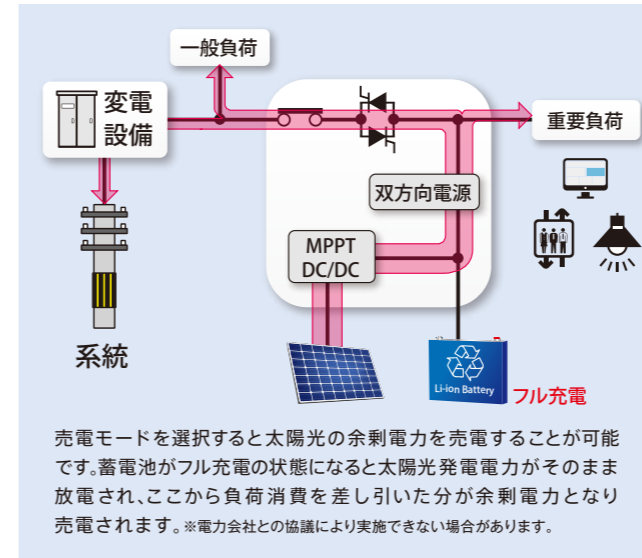 一般負荷
変電
設備
重要負荷
双方向電源
MPPT
DC/DC
系統
Li-ion Battery
フル充電
売電モードを選択すると太陽光の余剰電力を売電することが可能
です。蓄電池がフル充電の状態になると太陽光発電電力がそのまま
放電され、ここから負荷消費を差し引いた分が余剰電力となり
売電されます。※電力会社との協議により実施できない場合があります。